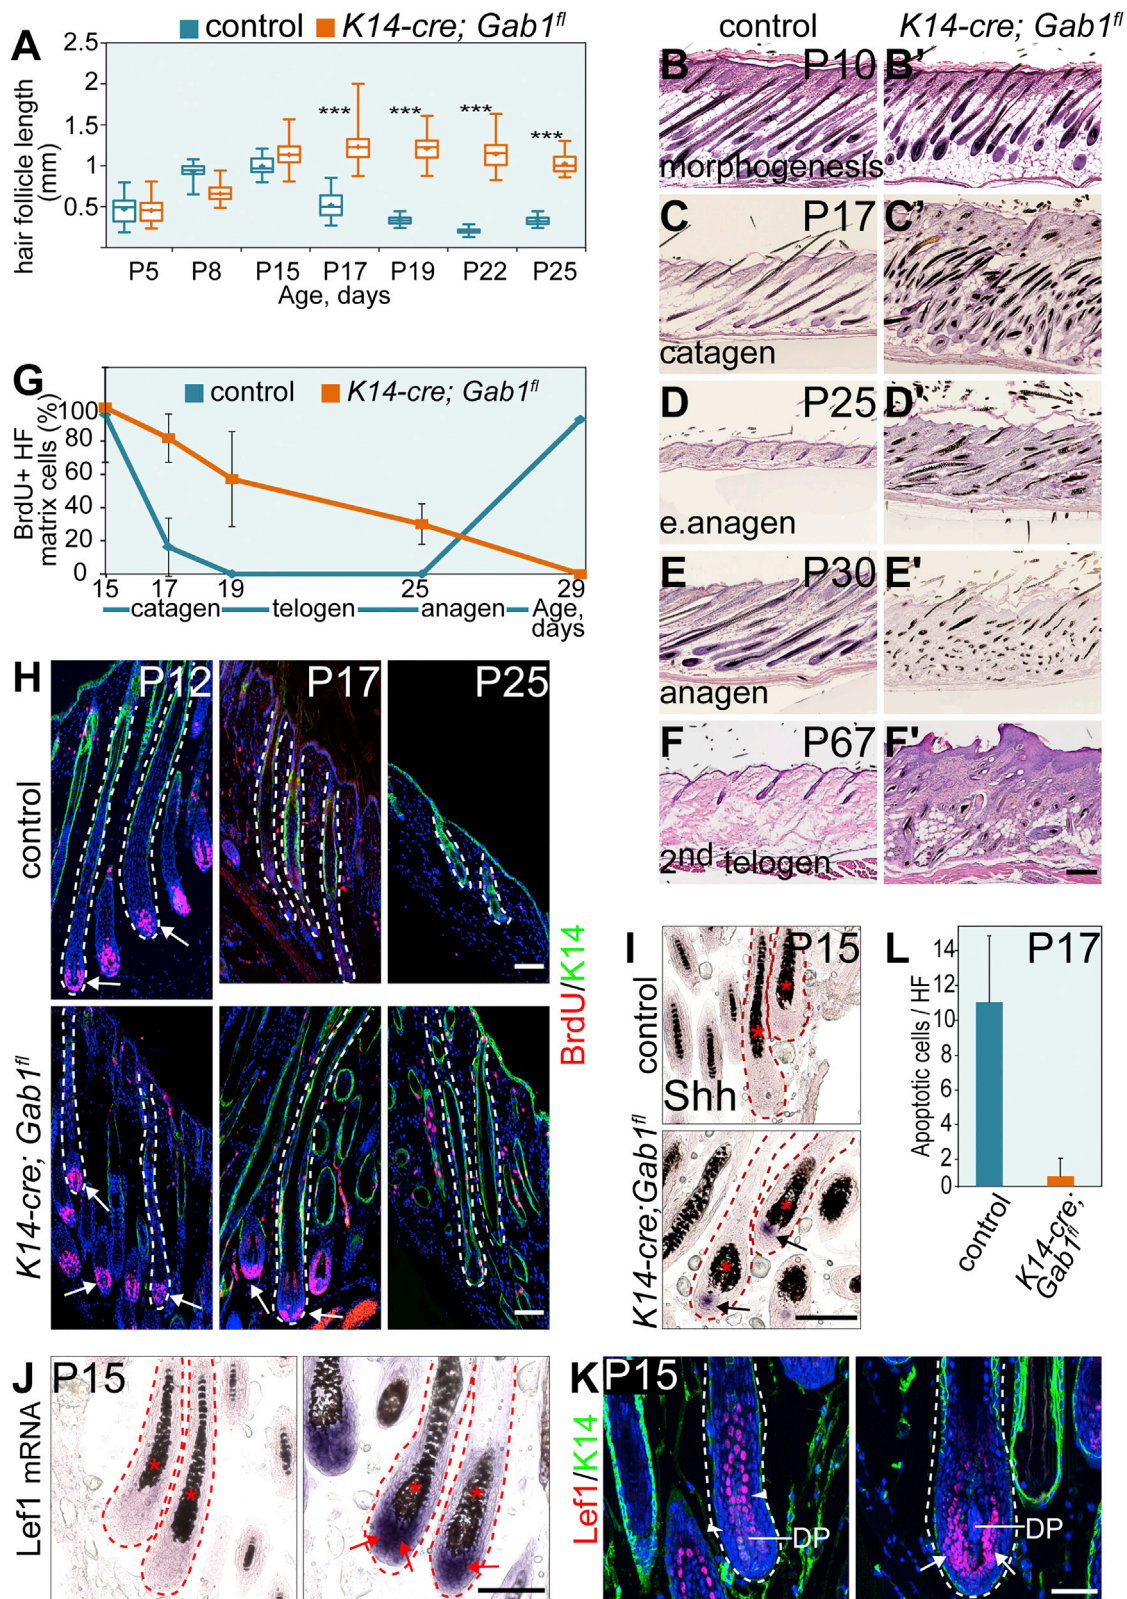 A
control K14-cre; Gab1fl
hair follicle length
(mm)
2.5
2
1.5
1
0.5
*** *** *** ***
P5 P8 P15 P17 P19 P22 P25
Age, days
control K14-cre; Gab1fl
B P10 B'
morphogenesis
C P17 C'
catagen
D P25 D'
e.anagen
E P30 E'
anagen
F P67 F'
2nd telogen
G
control K14-cre; Gab1fl
BrdU+ HF
matrix cells (%)
100
80
60
40
20
0
15 17 19 25 29
catagen telogen anagen Age,
days
H P12 P17 P25
control
K14-cre; Gab1fl
BrdU/K14
I P15
control
Shh
* *
K14-cre;Gab1fl
* *
L P17
Apoptotic cells / HF
14
12
10
8
6
4
2
0
control
K14-cre;
Gab1fl
J P15
Lef1 mRNA
* * * *
K P15
Lef1/K14
DP DP